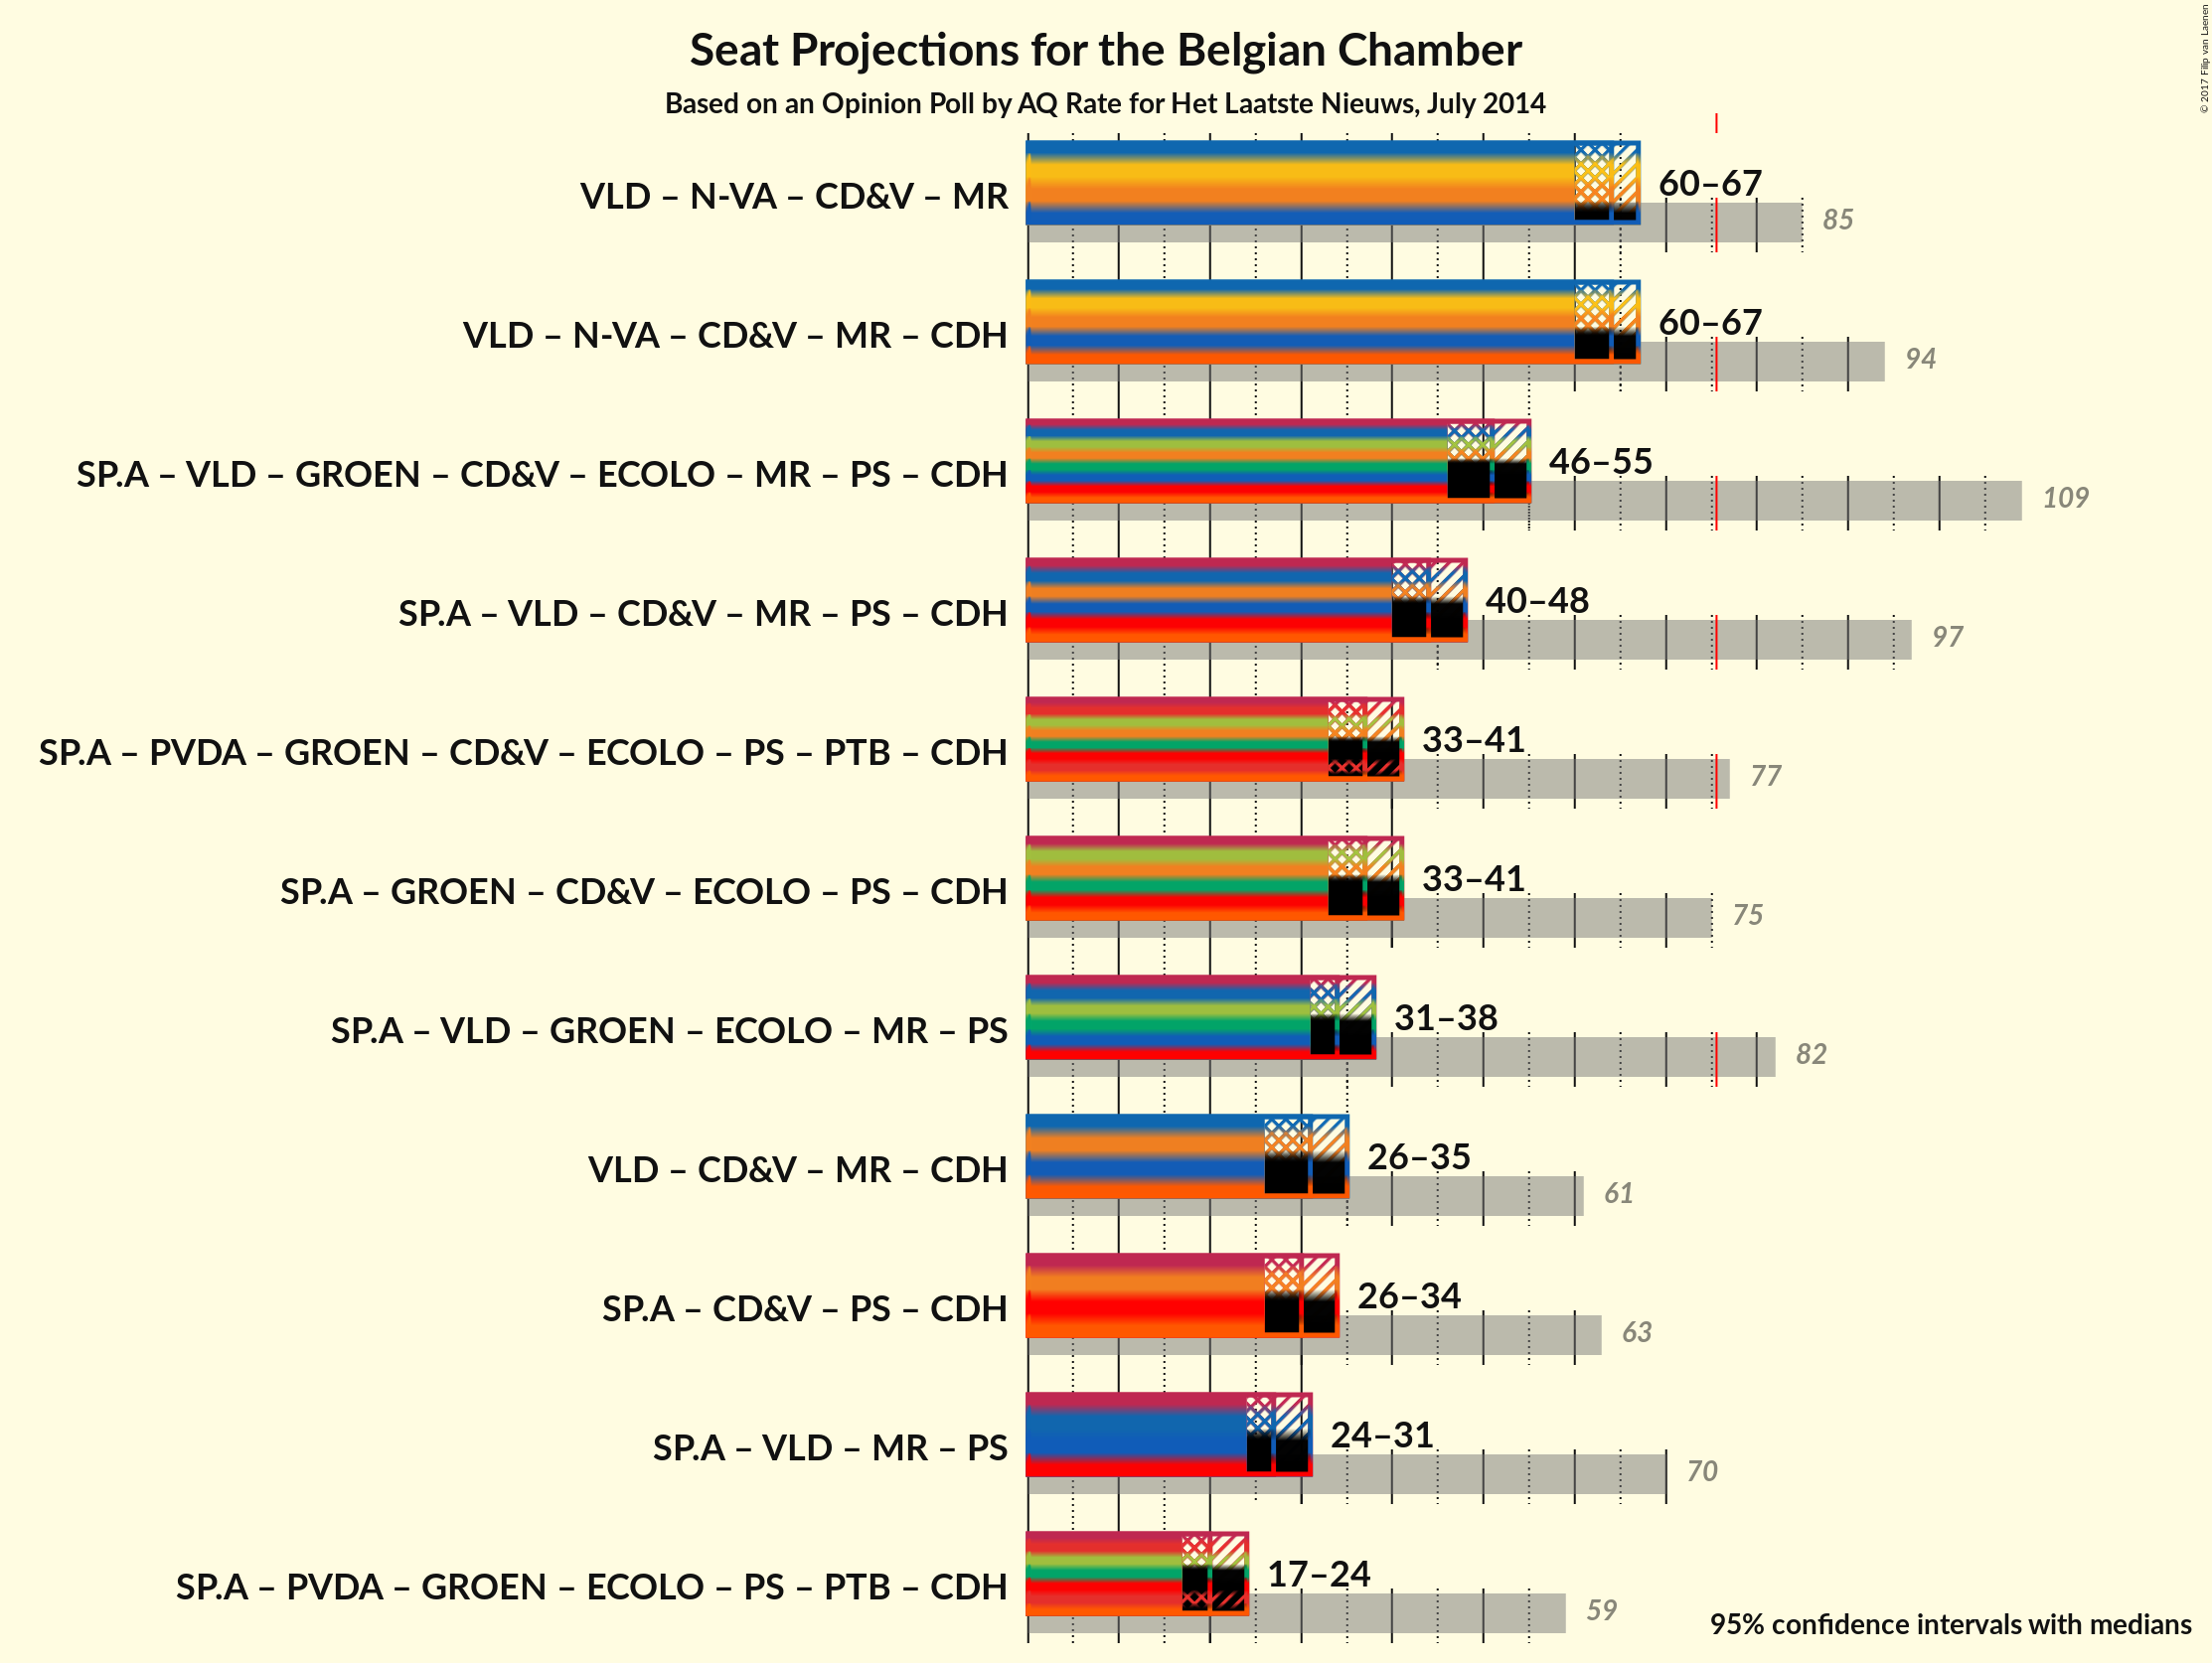 Seat Projections for the Belgian Chamber
Based on an Opinion Poll by AQ Rate for Het Laatste Nieuws, July 2014
© 2017 Filip van Laenen
VLD – N-VA – CD&V – MR
60–67
85
VLD – N-VA – CD&V – MR – CDH
60–67
94
SP.A – VLD – GROEN – CD&V – ECOLO – MR – PS – CDH
46–55
109
SP.A – VLD – CD&V – MR – PS – CDH
40–48
97
SP.A – PVDA – GROEN – CD&V – ECOLO – PS – PTB – CDH
33–41
77
SP.A – GROEN – CD&V – ECOLO – PS – CDH
33–41
75
SP.A – VLD – GROEN – ECOLO – MR – PS
31–38
82
VLD – CD&V – MR – CDH
26–35
61
SP.A – CD&V – PS – CDH
26–34
63
SP.A – VLD – MR – PS
24–31
70
SP.A – PVDA – GROEN – ECOLO – PS – PTB – CDH
17–24
59
95% confidence intervals with medians